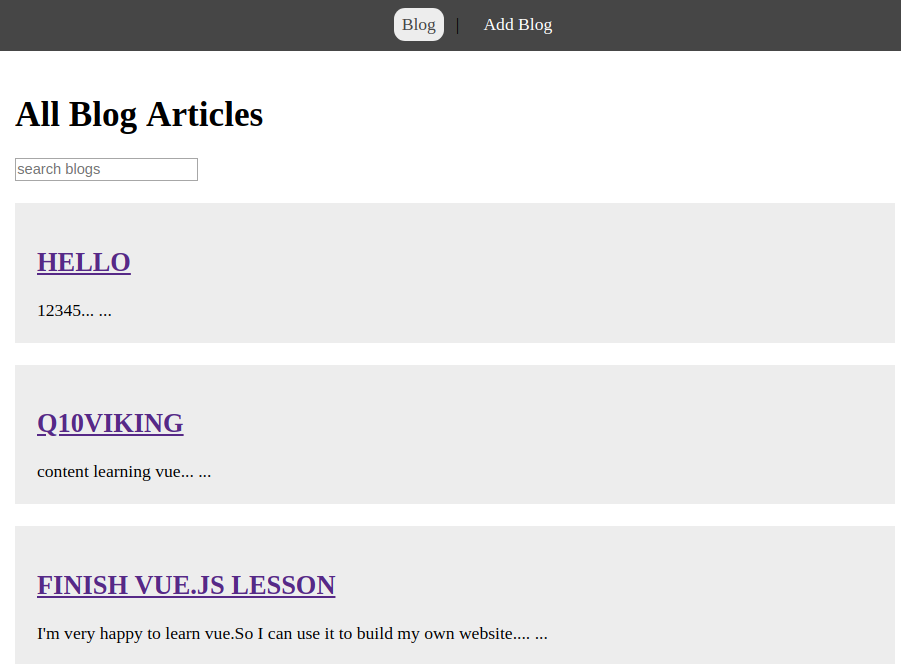 Blog | Add Blog
All Blog Articles
search blogs
HELLO
12345... ...
Q10VIKING
content learning vue... ...
FINISH VUE.JS LESSON
I'm very happy to learn vue.So I can use it to build my own website.... ...